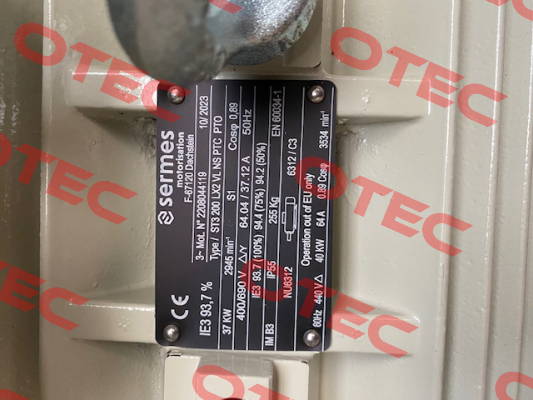 sermes
motorisation
F-67120 Dachstein
CE
3~ Mot. N° 2208044119 10/2023
IE3 93,7 % Type / ST3 200 LX2 VL NS PTC PTO
37 KW 2945 min⁻¹ S1 Cosφ 0,89
400/690 V Δ/Y 64.04 / 37.12 A 50Hz
IE3 93.7 (100%) 94.4 (75%) 94.2 (50%)
IM B3 IP55 255 Kg EN 60034-1
NU6312 6312 / C3
Operation out of EU only
60Hz 440 V Δ 40 KW 64 A 0.89 Cosφ 3534 min⁻¹
OTEC
OTEC
OTEC
OTEC
OTEC
OTEC